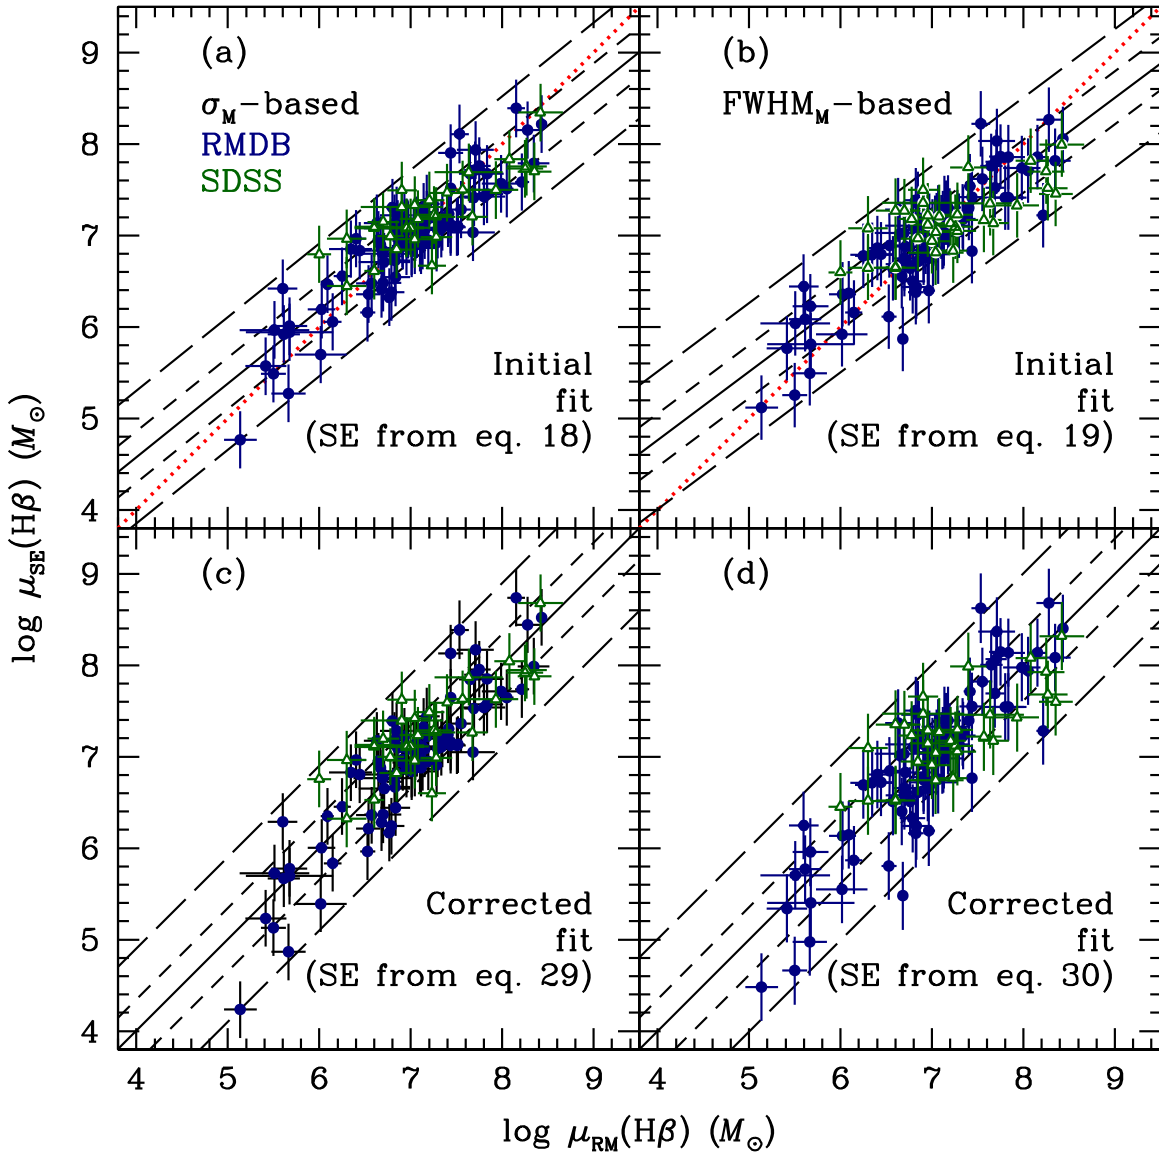 (a)
σM-based
RMDB
SDSS
Initial
fit
(SE from eq. 18)
(b)
FWHMM-based
Initial
fit
(SE from eq. 19)
9
8
7
6
5
4
log μSE(Hβ) (M⊙)
(c)
Corrected
fit
(SE from eq. 29)
(d)
Corrected
fit
(SE from eq. 30)
9
8
7
6
5
4
4 5 6 7 8 9 4 5 6 7 8 9
log μRM(Hβ) (M⊙)